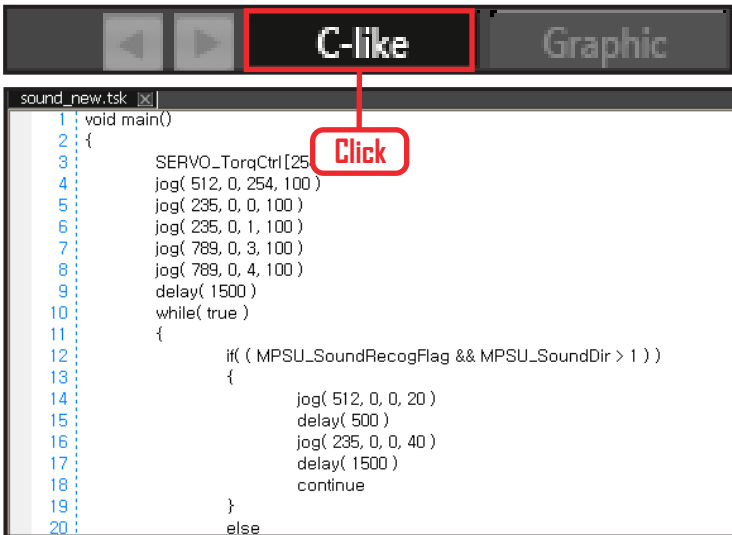 C-like Graphic
sound_new.tsk
Click
1 void main()
2 {
3 SERVO_TorqCtrl[25
4 jog( 512, 0, 254, 100 )
5 jog( 235, 0, 0, 100 )
6 jog( 235, 0, 1, 100 )
7 jog( 789, 0, 3, 100 )
8 jog( 789, 0, 4, 100 )
9 delay( 1500 )
10 while( true )
11 {
12 if( ( MPSU_SoundRecogFlag && MPSU_SoundDir > 1 ) )
13 {
14 jog( 512, 0, 0, 20 )
15 delay( 500 )
16 jog( 235, 0, 0, 40 )
17 delay( 1500 )
18 continue
19 }
20 else